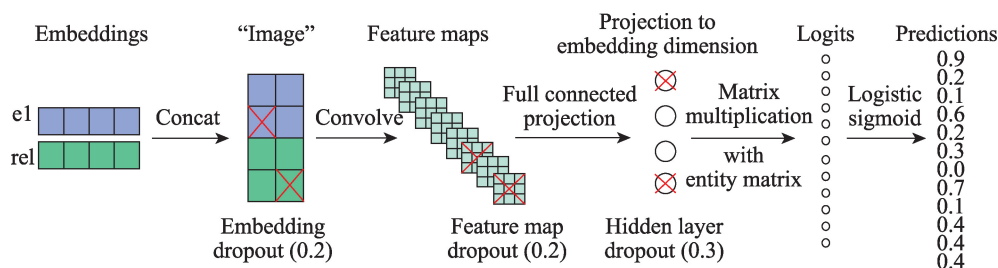 Embeddings
e1
rel
Concat
“Image”
Embedding
dropout (0.2)
Convolve
Feature maps
Feature map
dropout (0.2)
Full connected
projection
Projection to
embedding dimension
Hidden layer
dropout (0.3)
Matrix
multiplication
with
entity matrix
Logits
Logistic
sigmoid
Predictions
0.9
0.2
0.1
0.6
0.2
0.3
0.0
0.7
0.1
0.4
0.4
0.4